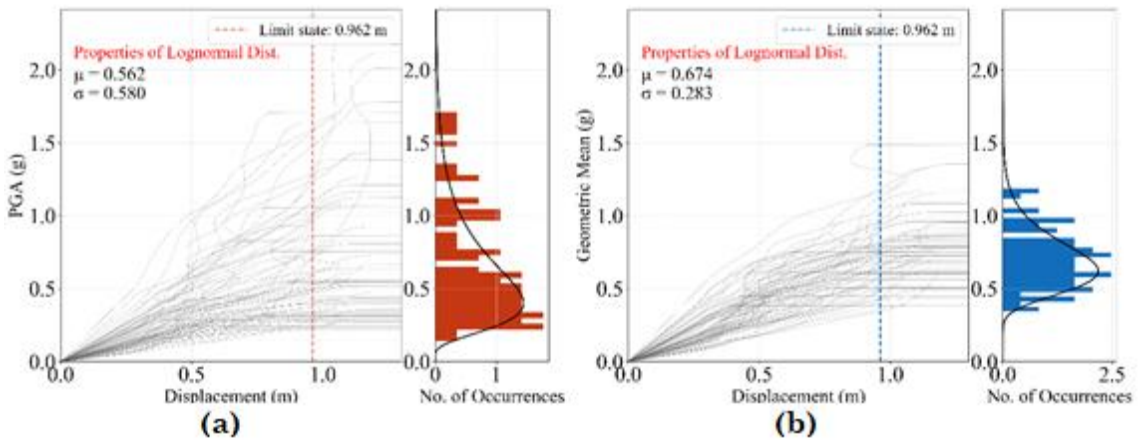 Limit state: 0.962 m
Properties of Lognormal Dist.
μ = 0.562
σ = 0.580
PGA (g)
2.0
1.5
1.0
0.5
0.0
0.0 0.5 1.0
Displacement (m)
2.0
1.5
1.0
0.5
0.0
0 1
No. of Occurrences
(a)
Limit state: 0.962 m
Properties of Lognormal Dist.
μ = 0.674
σ = 0.283
Geometric Mean (g)
2.0
1.5
1.0
0.5
0.0
0.0 0.5 1.0
Displacement (m)
2.0
1.5
1.0
0.5
0.0
0 2.5
No. of Occurrences
(b)